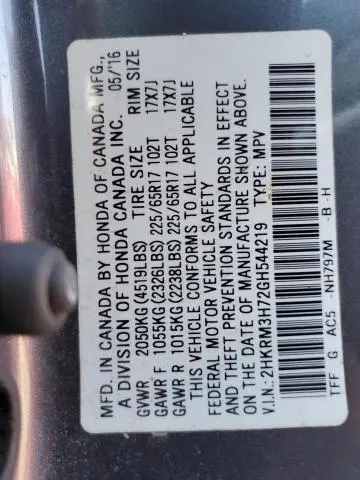 MFD. IN CANADA BY HONDA OF CANADA MFG.,
A DIVISION OF HONDA CANADA INC. 05/16
GVWR 2050KG(4519LBS) TIRE SIZE RIM SIZE
GAWR F 1055KG(2326LBS) 225/65R17 102T 17X7J
GAWR R 1015KG(2238LBS) 225/65R17 102T 17X7J
THIS VEHICLE CONFORMS TO ALL APPLICABLE
FEDERAL MOTOR VEHICLE SAFETY
AND THEFT PREVENTION STANDARDS IN EFFECT
ON THE DATE OF MANUFACTURE SHOWN ABOVE.
V.I.N.: 2HKRM3H72GH544219 TYPE: MPV
TFF G AC5 -NH797M -B -H